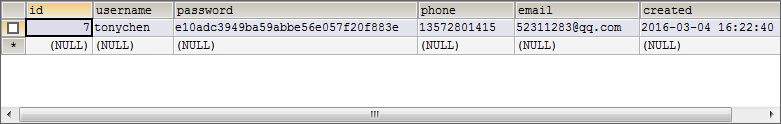 id username password phone email created
7 tonychen e10adc3949ba59abbe56e057f20f883e 13572801415 52311283@qq.com 2016-03-04 16:22:40
* (NULL) (NULL) (NULL) (NULL) (NULL) (NULL)